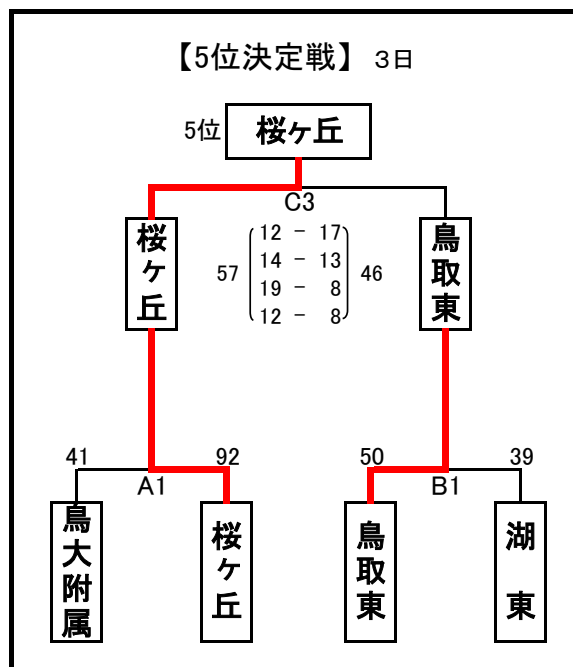 【5位決定戦】 3日
5位 桜ヶ丘
C3
桜ヶ丘
鳥取東
57
12 - 17
14 - 13
19 - 8
12 - 8
46
41
92
50
39
A1
B1
鳥大附属
桜ヶ丘
鳥取東
湖東